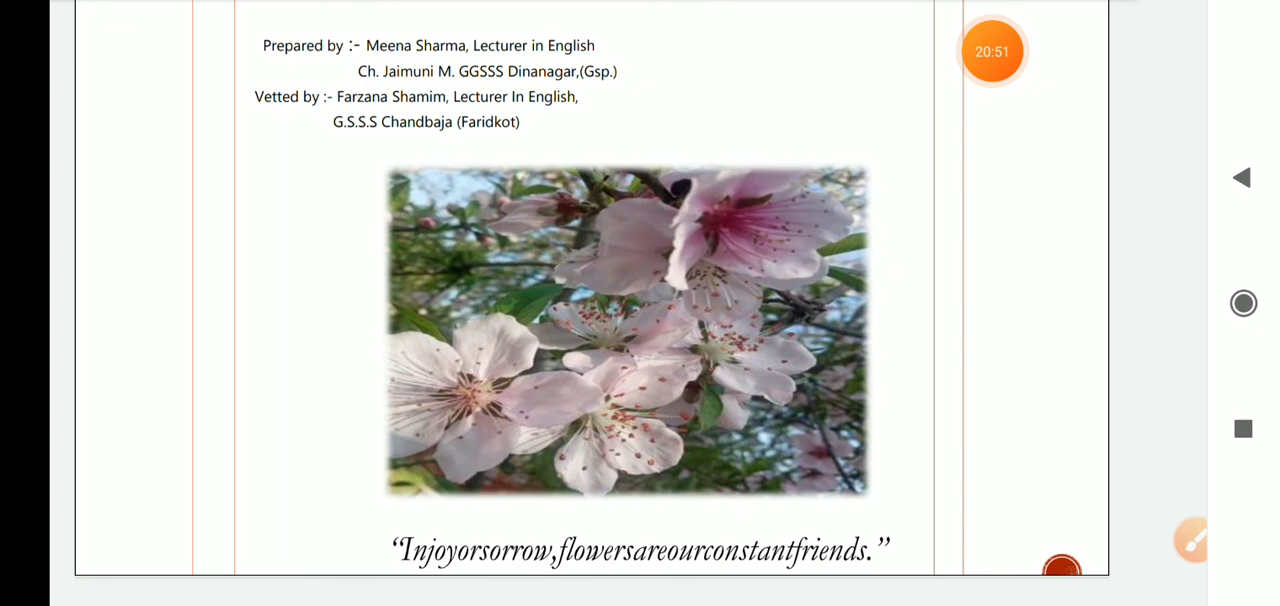 Prepared by :- Meena Sharma, Lecturer in English
Ch. Jaimuni M. GGSSS Dinanagar,(Gsp.)
Vetted by :- Farzana Shamim, Lecturer In English,
G.S.S.S Chandbaja (Faridkot)
20:51
“Injoyorsorrow,flowersareourconstantfriends.”